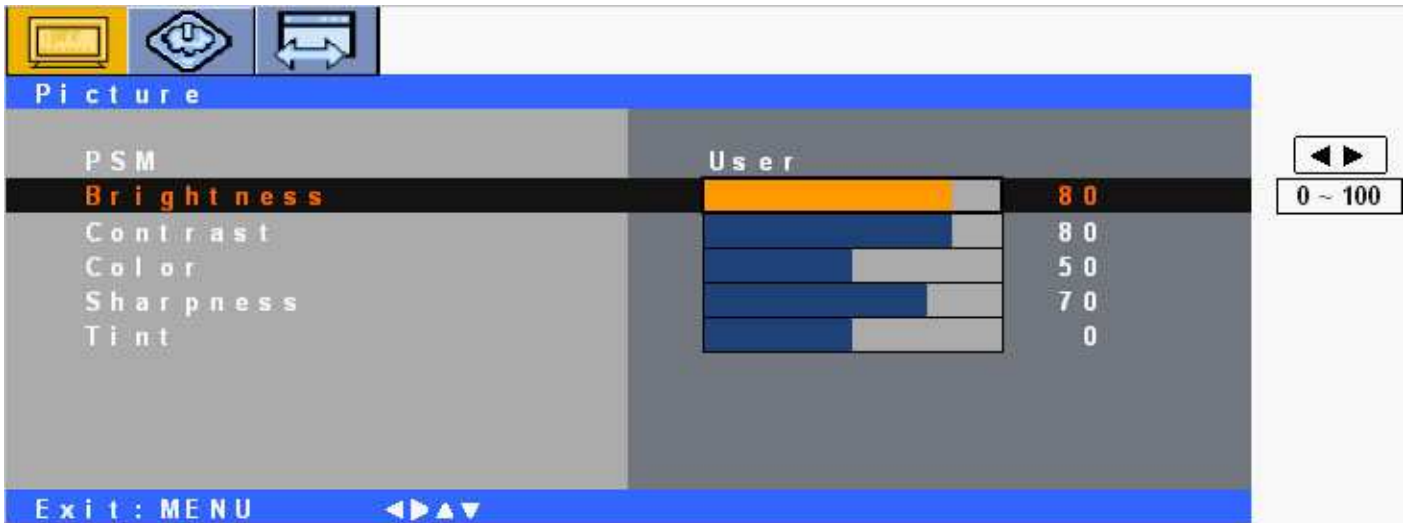 Picture
PSM User
Brightness 80 0 ~ 100
Contrast 80
Color 50
Sharpness 70
Tint 0
Exit: MENU ◀▶▲▼